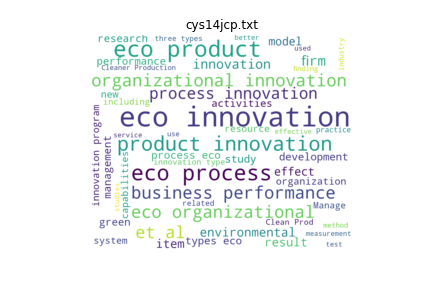 cys14jcp.txt
research three types better used industry
eco product model
performance innovation firm
Cleaner Production finding
organizational innovation
new process innovation
including activities
eco innovation
innovation program management
resource effective practice
service use
product innovation
process eco study development
innovation type
capabilities
eco process effect
studies organization
business performance
related Manage
eco organizational
green Clean Prod
et al environmental method
measurement
system item types eco result test